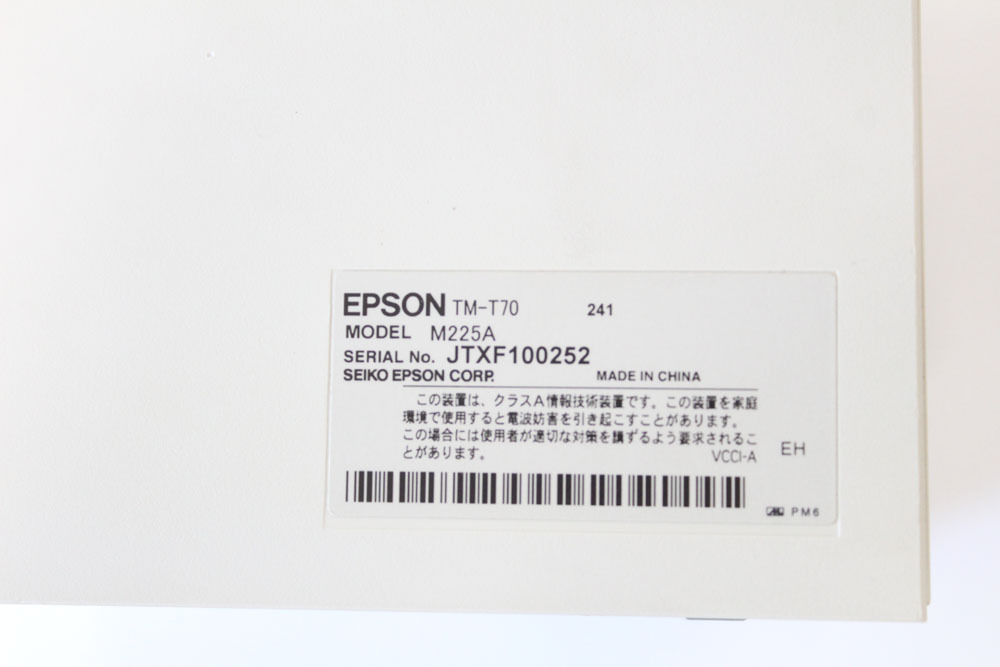 EPSON TM-T70 241
MODEL M225A
SERIAL No. JTXF100252
SEIKO EPSON CORP. MADE IN CHINA
この装置は、クラスA情報技術装置です。この装置を家庭
環境で使用すると電波妨害を引き起こすことがあります。
この場合には使用者が適切な対策を講ずるよう要求されるこ
とがあります。 VCCI-A
EH
PM6